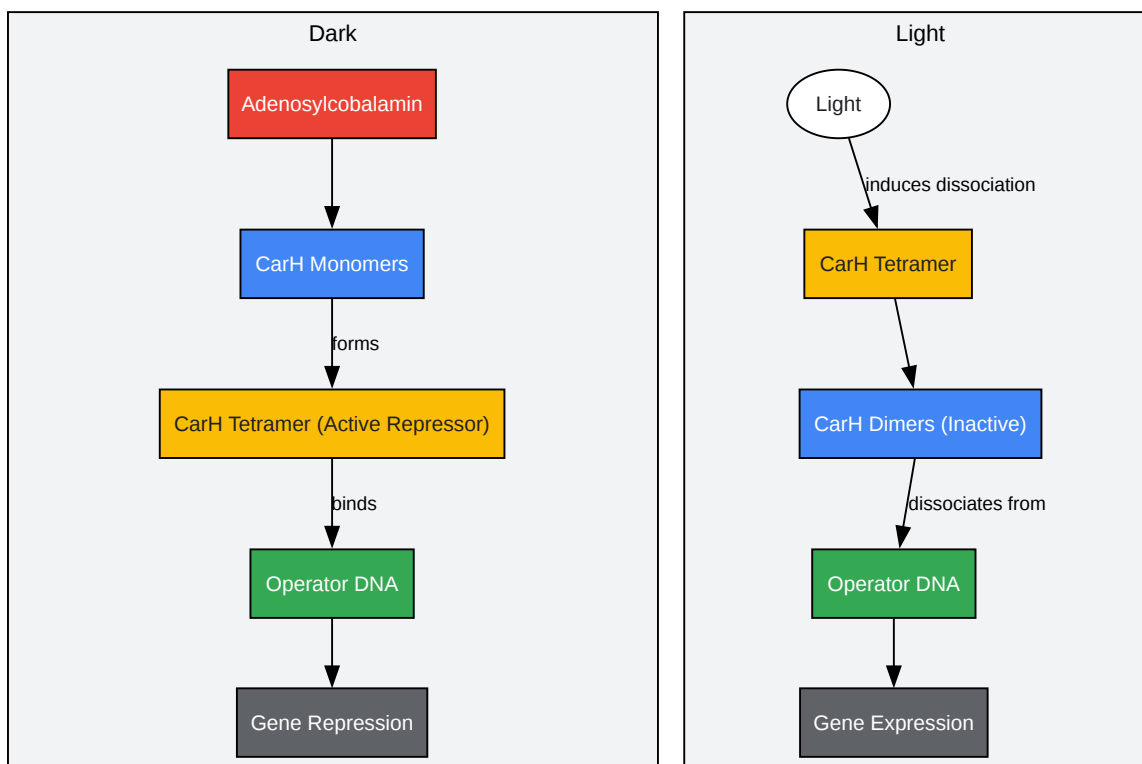 Dark
Adenosylcobalamin
CarH Monomers
forms
CarH Tetramer (Active Repressor)
binds
Operator DNA
Gene Repression
Light
Light
induces dissociation
CarH Tetramer
CarH Dimers (Inactive)
dissociates from
Operator DNA
Gene Expression